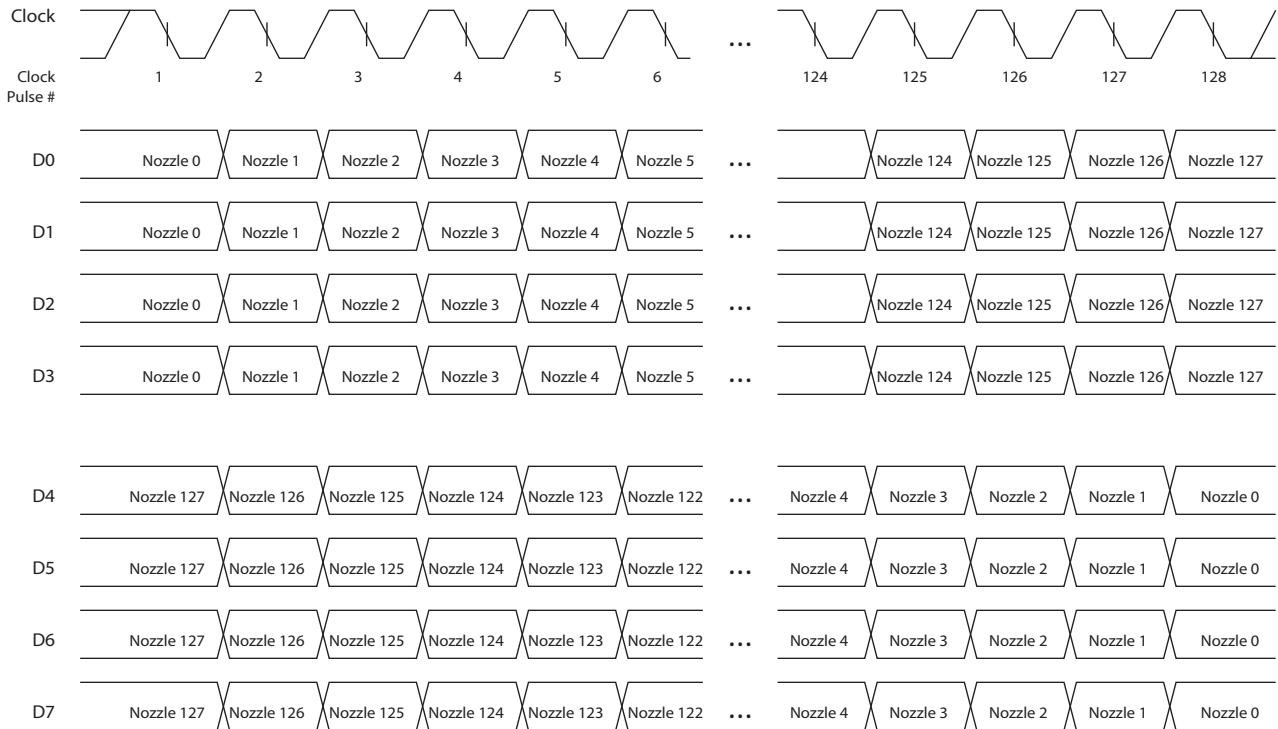 Clock
...
Clock Pulse # 1 2 3 4 5 6 124 125 126 127 128
D0 Nozzle 0 Nozzle 1 Nozzle 2 Nozzle 3 Nozzle 4 Nozzle 5 ... Nozzle 124 Nozzle 125 Nozzle 126 Nozzle 127
D1 Nozzle 0 Nozzle 1 Nozzle 2 Nozzle 3 Nozzle 4 Nozzle 5 ... Nozzle 124 Nozzle 125 Nozzle 126 Nozzle 127
D2 Nozzle 0 Nozzle 1 Nozzle 2 Nozzle 3 Nozzle 4 Nozzle 5 ... Nozzle 124 Nozzle 125 Nozzle 126 Nozzle 127
D3 Nozzle 0 Nozzle 1 Nozzle 2 Nozzle 3 Nozzle 4 Nozzle 5 ... Nozzle 124 Nozzle 125 Nozzle 126 Nozzle 127
D4 Nozzle 127 Nozzle 126 Nozzle 125 Nozzle 124 Nozzle 123 Nozzle 122 ... Nozzle 4 Nozzle 3 Nozzle 2 Nozzle 1 Nozzle 0
D5 Nozzle 127 Nozzle 126 Nozzle 125 Nozzle 124 Nozzle 123 Nozzle 122 ... Nozzle 4 Nozzle 3 Nozzle 2 Nozzle 1 Nozzle 0
D6 Nozzle 127 Nozzle 126 Nozzle 125 Nozzle 124 Nozzle 123 Nozzle 122 ... Nozzle 4 Nozzle 3 Nozzle 2 Nozzle 1 Nozzle 0
D7 Nozzle 127 Nozzle 126 Nozzle 125 Nozzle 124 Nozzle 123 Nozzle 122 ... Nozzle 4 Nozzle 3 Nozzle 2 Nozzle 1 Nozzle 0